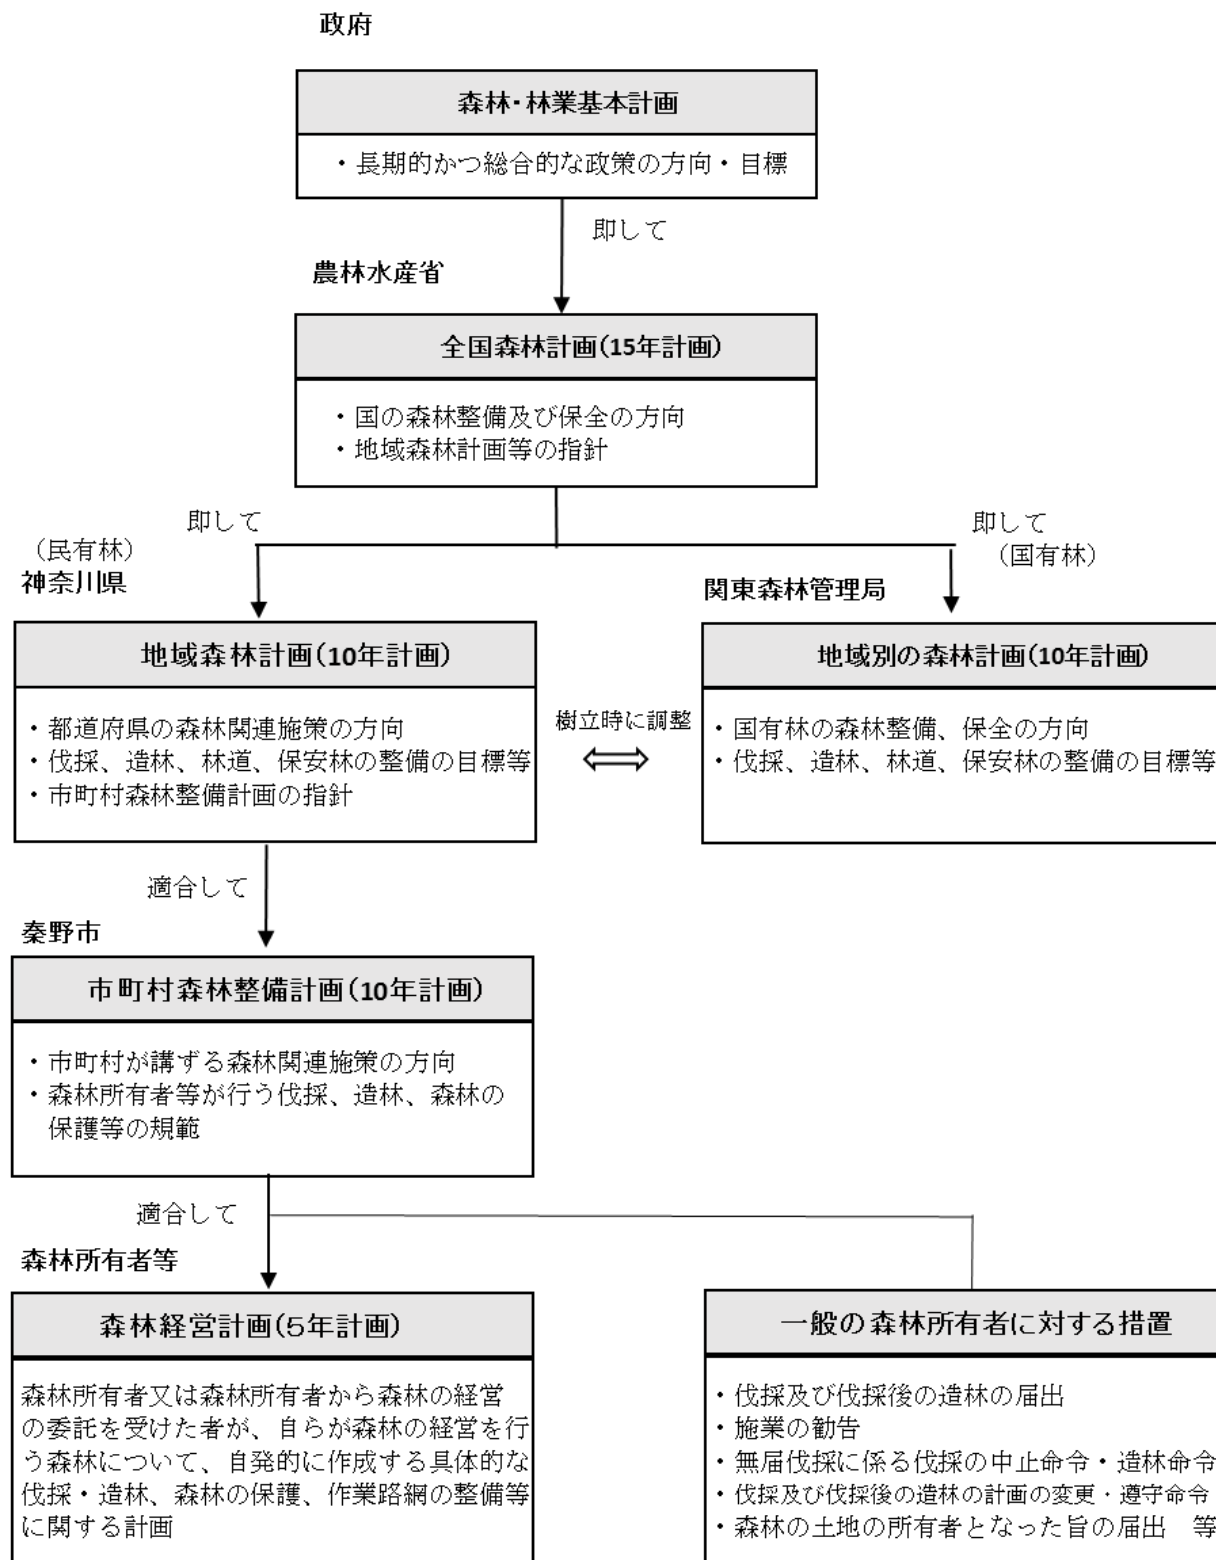 政府
森林・林業基本計画
・長期的かつ総合的な政策の方向・目標
即して
農林水産省
全国森林計画(15年計画)
・国の森林整備及び保全の方向
・地域森林計画等の指針
即して
(民有林)
神奈川県
即して
(国有林)
関東森林管理局
地域森林計画(10年計画)
・都道府県の森林関連施策の方向
・伐採、造林、林道、保安林の整備の目標等
・市町村森林整備計画の指針
樹立時に調整
地域別の森林計画(10年計画)
・国有林の森林整備、保全の方向
・伐採、造林、林道、保安林の整備の目標等
適合して
秦野市
市町村森林整備計画(10年計画)
・市町村が講ずる森林関連施策の方向
・森林所有者等が行う伐採、造林、森林の
保護等の規範
適合して
森林所有者等
森林経営計画(5年計画)
森林所有者又は森林所有者から森林の経営
の委託を受けた者が、自らが森林の経営を行
う森林について、自発的に作成する具体的な
伐採・造林、森林の保護、作業路網の整備等
に関する計画
一般の森林所有者に対する措置
・伐採及び伐採後の造林の届出
・施業の勧告
・無届伐採に係る伐採の中止命令・造林命令
・伐採及び伐採後の造林の計画の変更・遵守命令
・森林の土地の所有者となった旨の届出　等